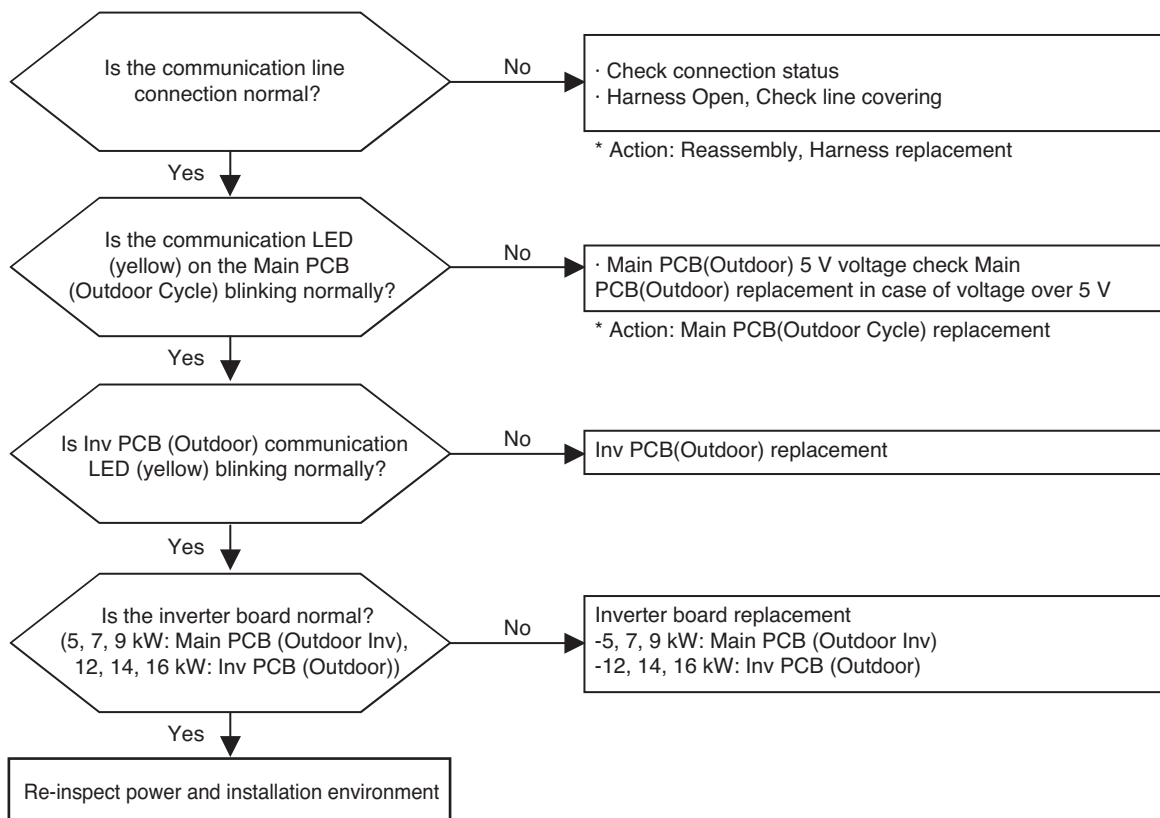 Is the communication line
connection normal?
No
· Check connection status
· Harness Open, Check line covering
* Action: Reassembly, Harness replacement
Yes
Is the communication LED
(yellow) on the Main PCB
(Outdoor Cycle) blinking normally?
No
· Main PCB(Outdoor) 5 V voltage check Main
PCB(Outdoor) replacement in case of voltage over 5 V
* Action: Main PCB(Outdoor Cycle) replacement
Yes
Is Inv PCB (Outdoor) communication
LED (yellow) blinking normally?
No
Inv PCB(Outdoor) replacement
Yes
Is the inverter board normal?
(5, 7, 9 kW: Main PCB (Outdoor Inv),
12, 14, 16 kW: Inv PCB (Outdoor))
No
Inverter board replacement
-5, 7, 9 kW: Main PCB (Outdoor Inv)
-12, 14, 16 kW: Inv PCB (Outdoor)
Yes
Re-inspect power and installation environment